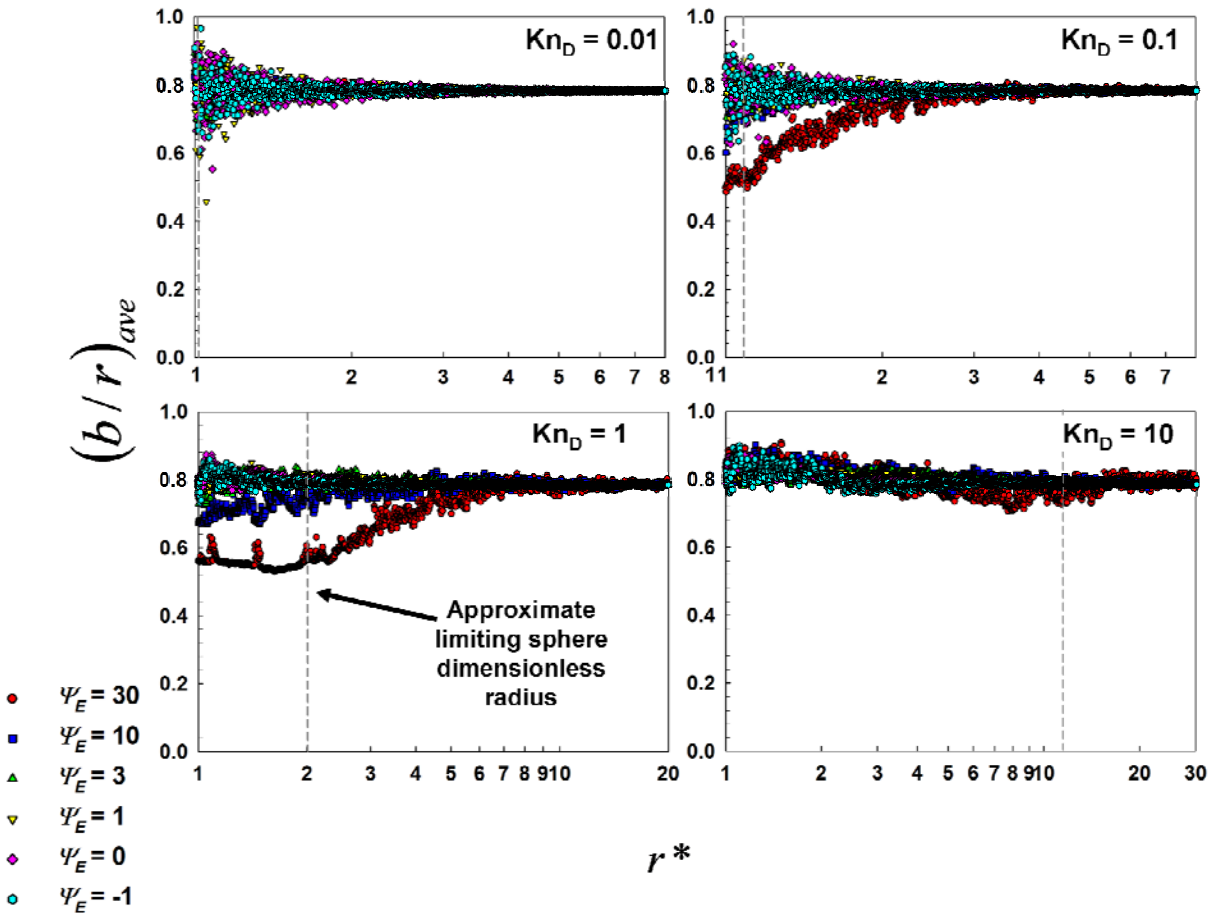 1.0
0.8
0.6
0.4
0.2
0.0
Kn_D = 0.01
1 2 3 4 5 6 7 8
1.0
0.8
0.6
0.4
0.2
0.0
Kn_D = 0.1
11 2 3 4 5 6 7
(b / r)_ave
1.0
0.8
0.6
0.4
0.2
0.0
Kn_D = 1
Approximate
limiting sphere
dimensionless
radius
1 2 3 4 5 6 7 8 910 20
1.0
0.8
0.6
0.4
0.2
0.0
Kn_D = 10
1 2 3 4 5 6 7 8 910 20 30
r*
Ψ_E = 30
Ψ_E = 10
Ψ_E = 3
Ψ_E = 1
Ψ_E = 0
Ψ_E = -1